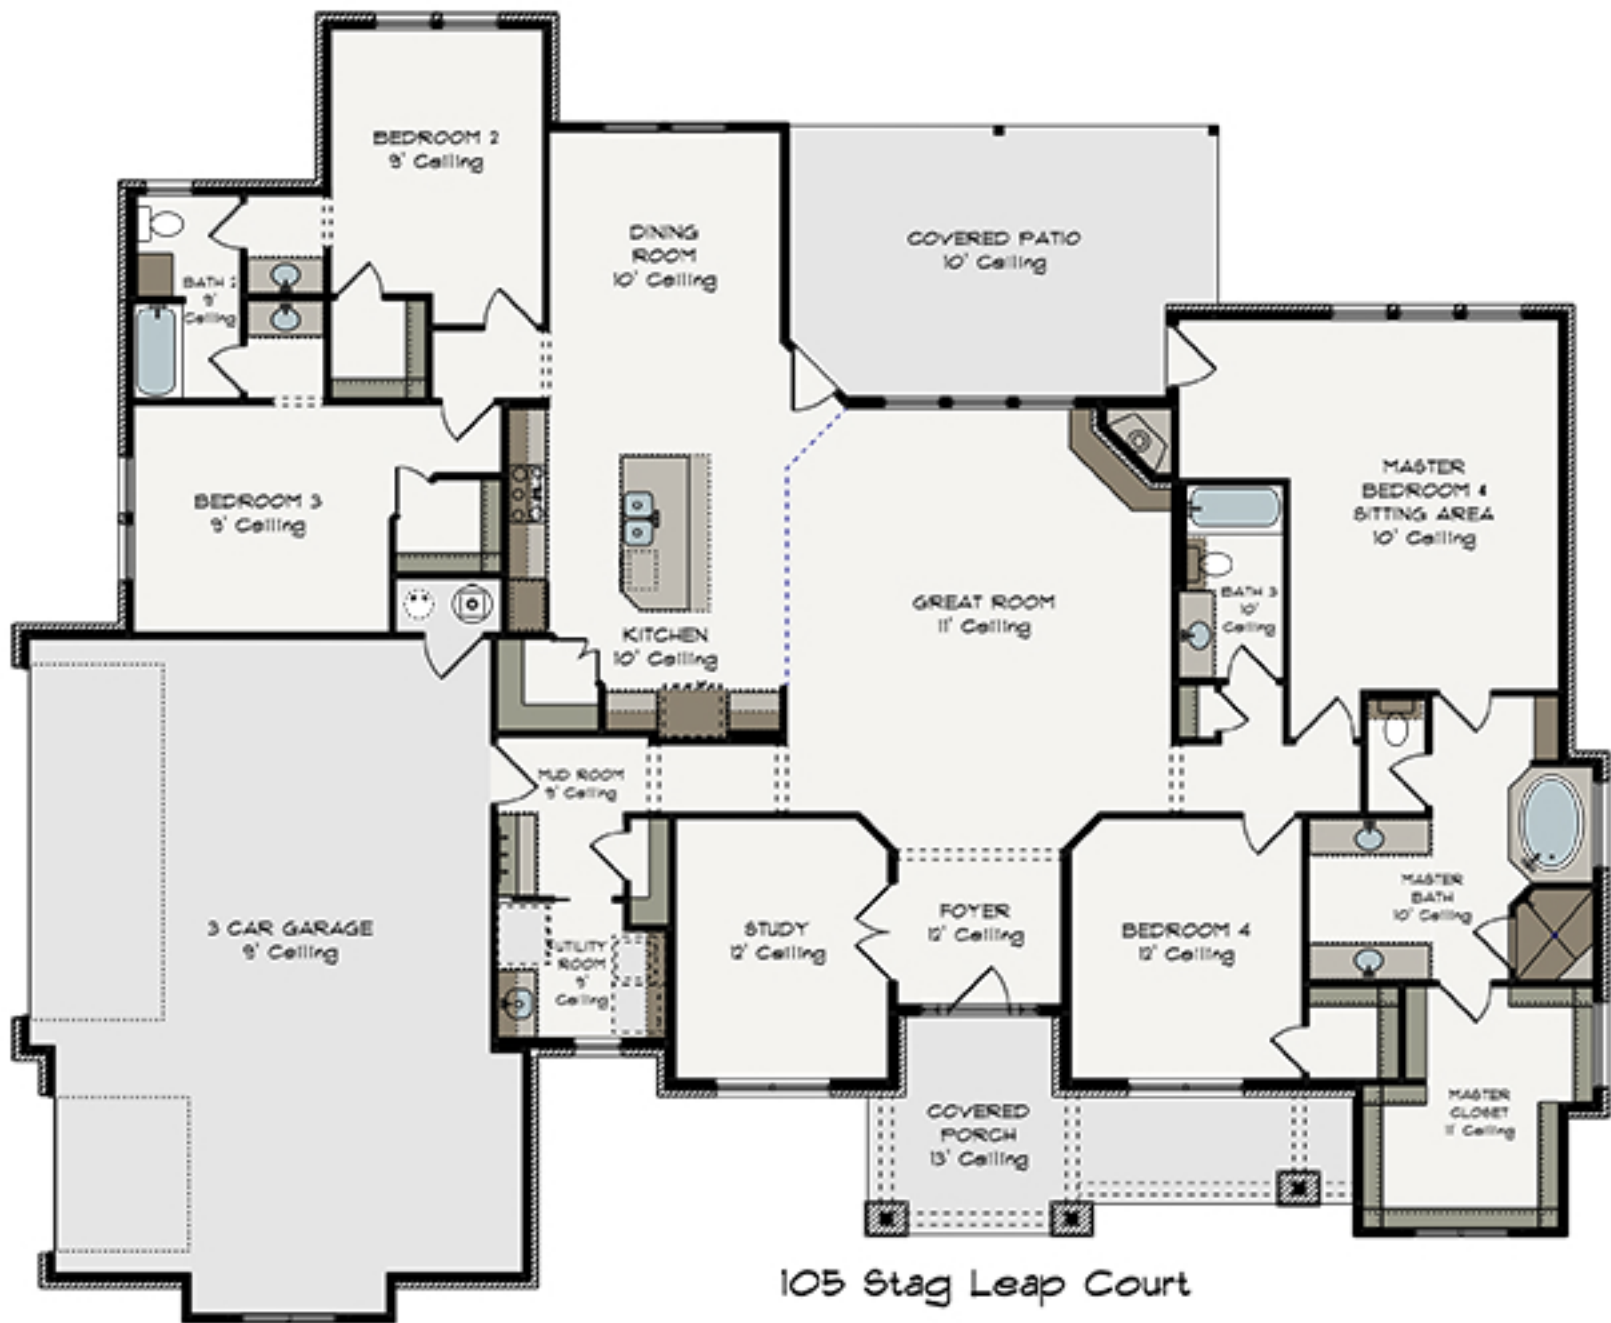 BEDROOM 2
9' Ceiling
DINING
ROOM
10' Ceiling
COVERED PATIO
10' Ceiling
BATH 2
9'
Ceiling
BEDROOM 3
9' Ceiling
MASTER
BEDROOM &
SITTING AREA
10' Ceiling
GREAT ROOM
11' Ceiling
BATH 3
10'
Ceiling
KITCHEN
10' Ceiling
MUD ROOM
9' Ceiling
3 CAR GARAGE
9' Ceiling
UTILITY
ROOM
9'
Ceiling
STUDY
12' Ceiling
FOYER
12' Ceiling
BEDROOM 4
12' Ceiling
MASTER
BATH
10' Ceiling
COVERED
PORCH
13' Ceiling
MASTER
CLOSET
11' Ceiling
105 Stag Leap Court